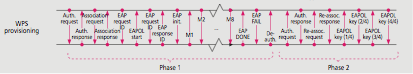 WPS provisioning
Auth. request
Association request
EAP request ID
EAP request ID
EAP init.
M2
M8
EAP FAIL
Auth. response
Re-assoc. response
EAPOL key (2/4)
EAPOL key (4/4)
Auth. response
Association response
EAPOL start
EAP response ID
M1
...
EAP DONE
De-auth.
Auth. request
Re-assoc. request
EAPOL key (1/4)
EAPOL key (3/4)
Phase 1
Phase 2